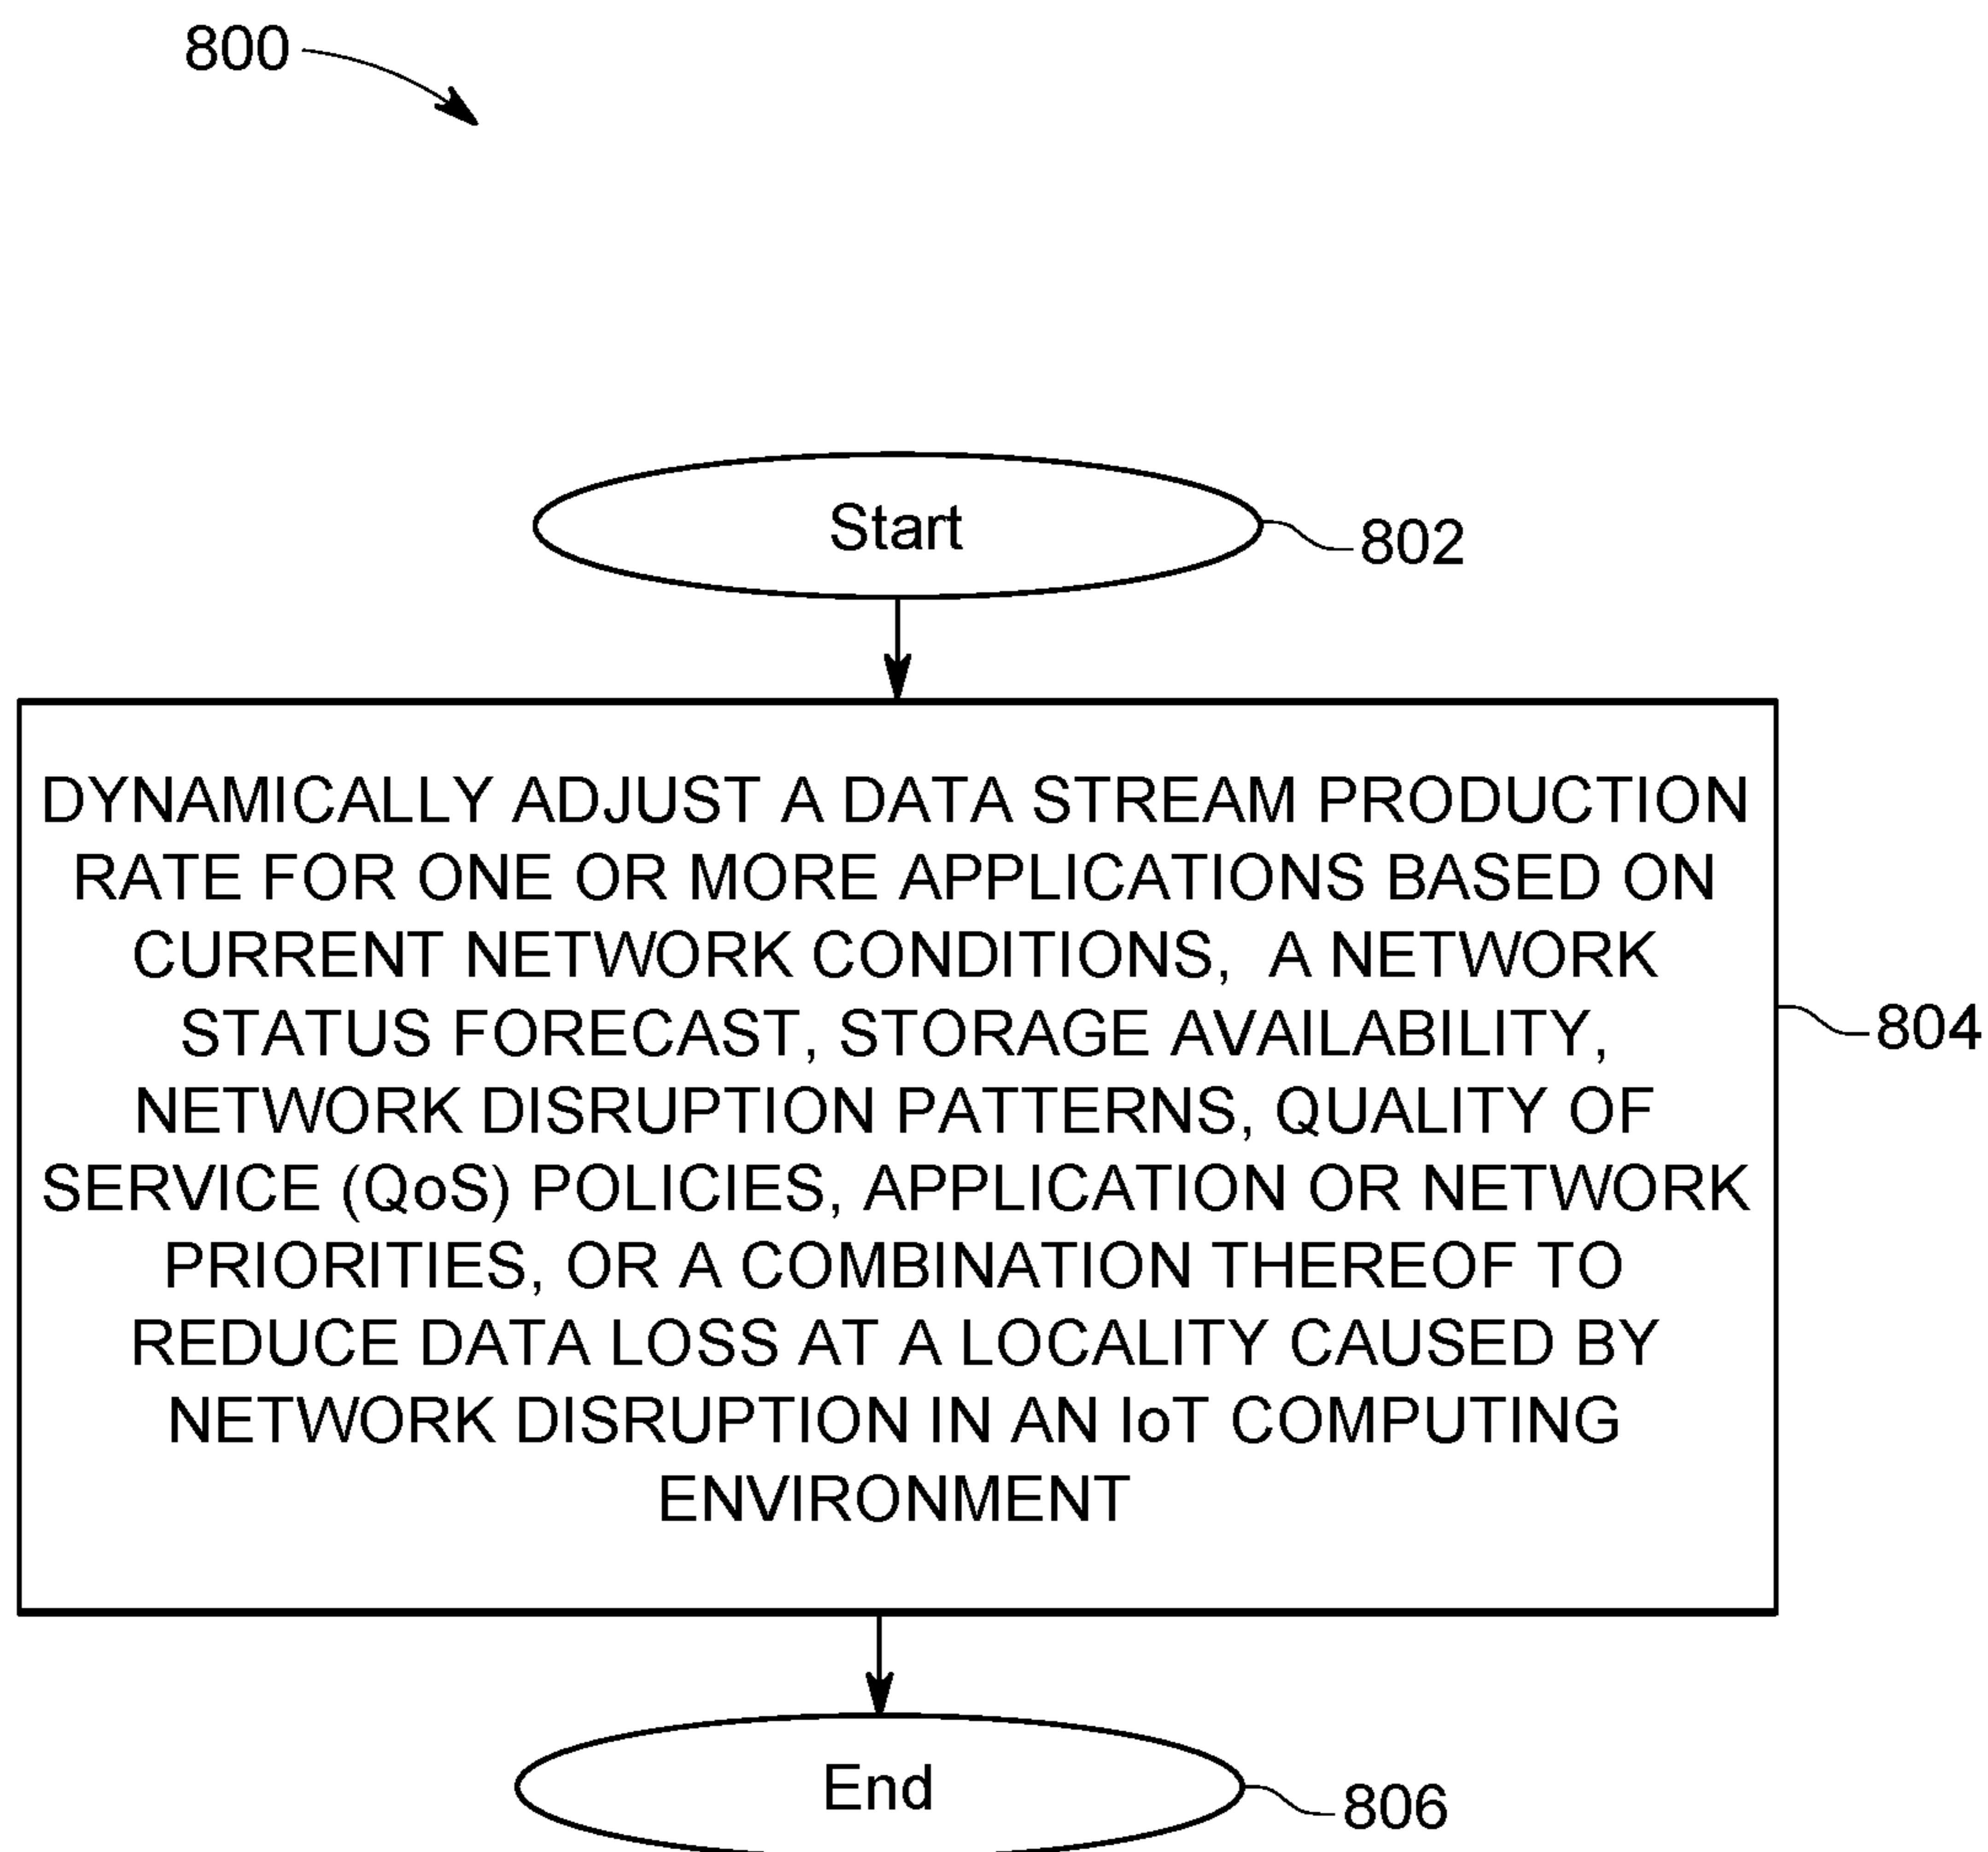 800
Start
802
DYNAMICALLY ADJUST A DATA STREAM PRODUCTION
RATE FOR ONE OR MORE APPLICATIONS BASED ON
CURRENT NETWORK CONDITIONS, A NETWORK
STATUS FORECAST, STORAGE AVAILABILITY,
804
NETWORK DISRUPTION PATTERNS, QUALITY OF
SERVICE (QoS) POLICIES, APPLICATION OR NETWORK
PRIORITIES, OR A COMBINATION THEREOF TO
REDUCE DATA LOSS AT A LOCALITY CAUSED BY
NETWORK DISRUPTION IN AN IoT COMPUTING
ENVIRONMENT
End
806